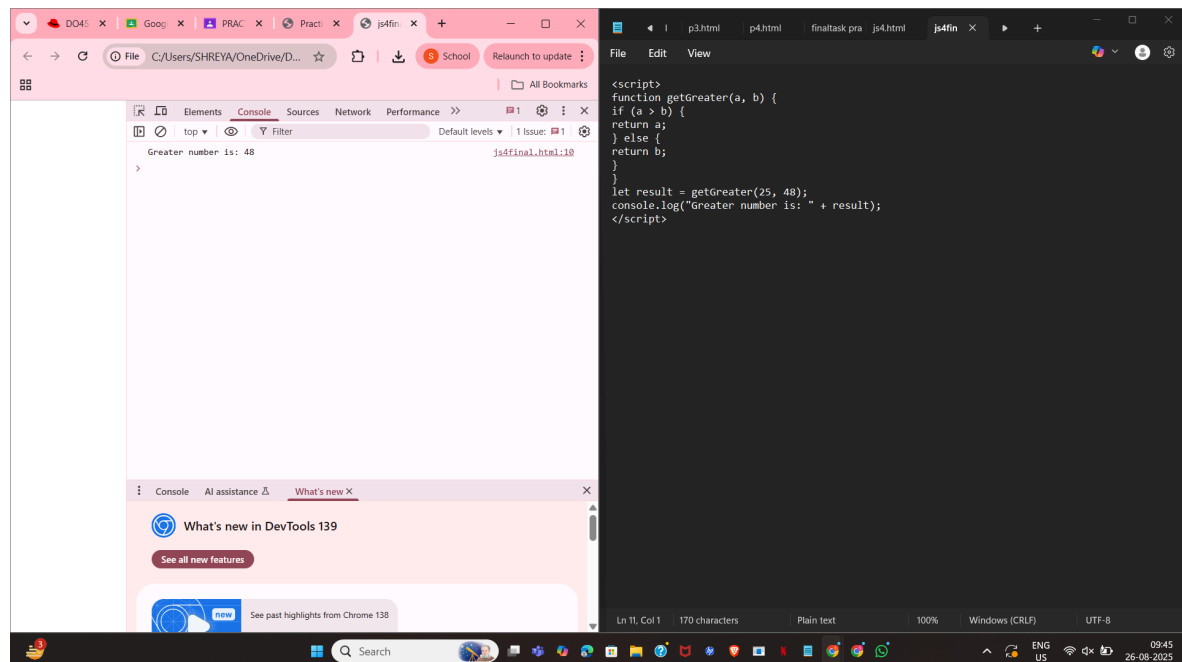 DO45
Goog
PRAC
Practi
js4fin
File C:/Users/SHREYA/OneDrive/D...
S School
Relaunch to update
All Bookmarks
Elements Console Sources Network Performance
1
top
Filter
Default levels
1 Issue: 1
Greater number is: 48 js4final.html:10
Console AI assistance What's new
What's new in DevTools 139
See all new features
new
See past highlights from Chrome 138
p3.html p4.html finaltask pra js4.html js4fin
File Edit View
<script>
function getGreater(a, b) {
if (a > b) {
return a;
} else {
return b;
}
}
let result = getGreater(25, 48);
console.log("Greater number is: " + result);
</script>
Ln 11, Col 1 170 characters Plain text 100% Windows (CRLF) UTF-8
3
Search
ENG
US
09:45
26-08-2025